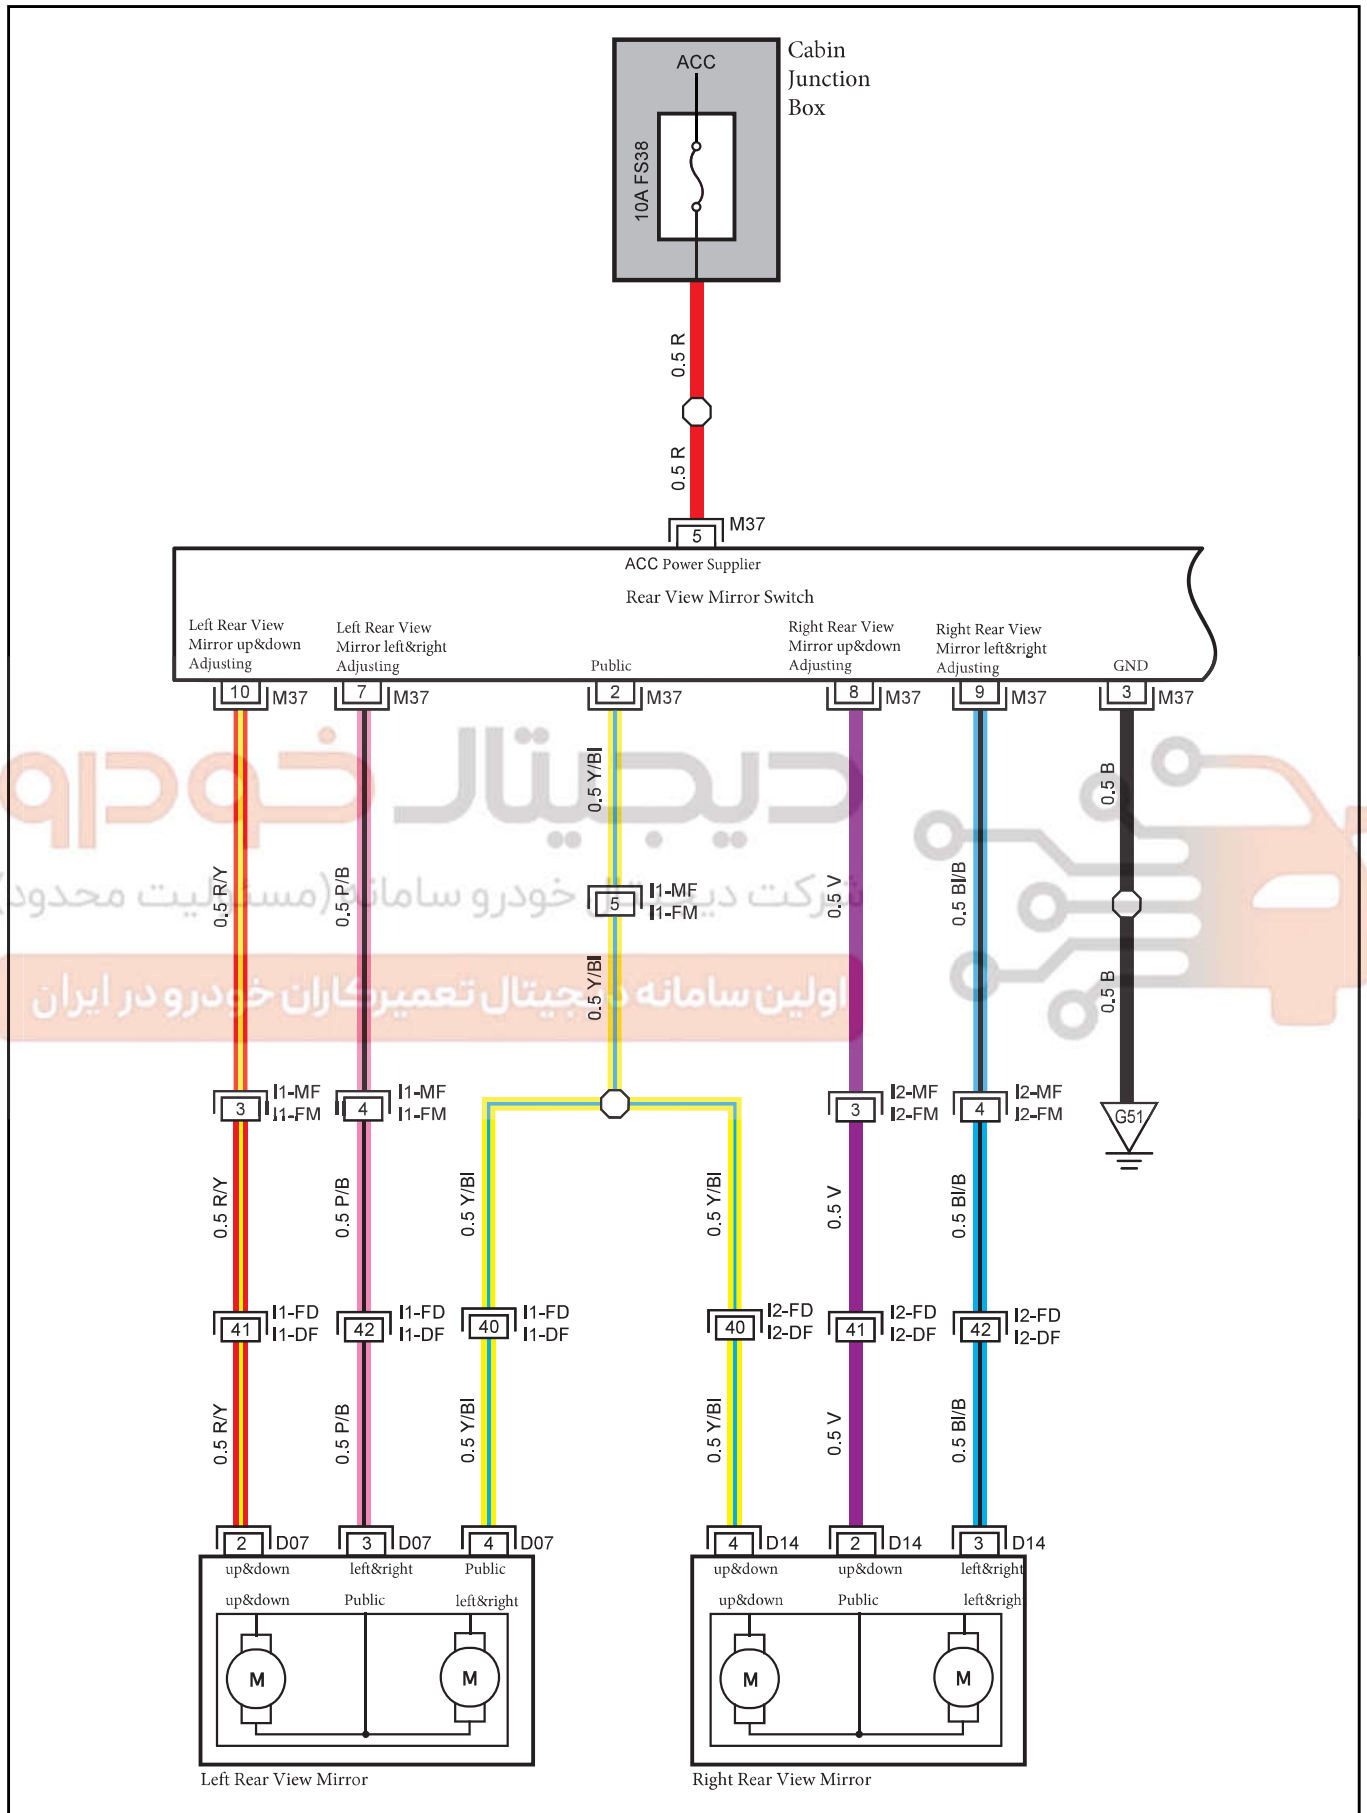 ACC
10A FS38
Cabin
Junction
Box
0.5 R
0.5 R
5
M37
ACC Power Supplier
Rear View Mirror Switch
Left Rear View
Mirror up&down
Adjusting
Left Rear View
Mirror left&right
Adjusting
Public
Right Rear View
Mirror up&down
Adjusting
Right Rear View
Mirror left&right
Adjusting
GND
10 M37
7 M37
2 M37
8 M37
9 M37
3 M37
دیجیتال خودرو
شرکت دیجیتال خودرو سامانه (مسئولیت محدود)
اولین سامانه دیجیتال تعمیرکاران خودرو در ایران
0.5 R/Y
0.5 P/B
0.5 Y/Bl
0.5 V
0.5 Bl/B
0.5 B
5
I1-MF
I1-FM
0.5 Y/Bl
0.5 B
3
I1-MF
I1-FM
4
I1-MF
I1-FM
3
I2-MF
I2-FM
4
I2-MF
I2-FM
G51
0.5 R/Y
0.5 P/B
0.5 Y/Bl
0.5 Y/Bl
0.5 V
0.5 Bl/B
41
I1-FD
I1-DF
42
I1-FD
I1-DF
40
I1-FD
I1-DF
40
I2-FD
I2-DF
41
I2-FD
I2-DF
42
I2-FD
I2-DF
0.5 R/Y
0.5 P/B
0.5 Y/Bl
0.5 Y/Bl
0.5 V
0.5 Bl/B
2 D07
3 D07
4 D07
4 D14
2 D14
3 D14
up&down
left&right
Public
up&down
up&down
left&right
up&down
Public
left&right
up&down
Public
left&righ
M
M
M
M
Left Rear View Mirror
Right Rear View Mirror